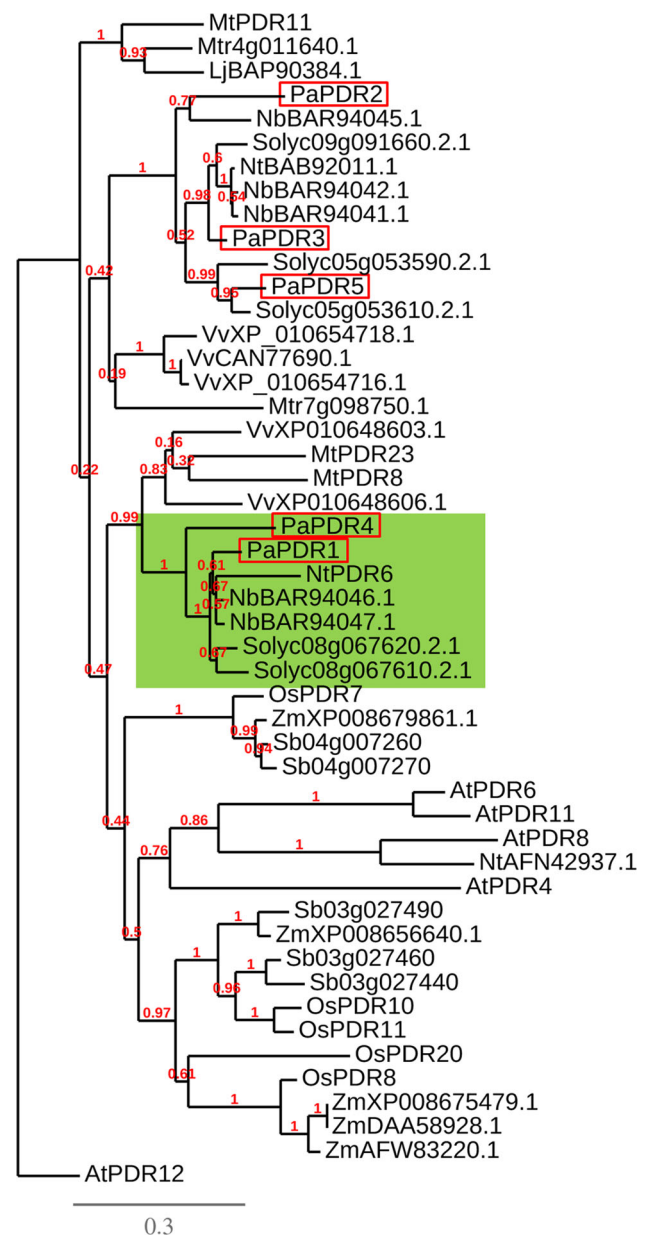 MtPDR11
1
Mtr4g011640.1
0.93
LjBAP90384.1
PaPDR2
0.77
NbBAR94045.1
Solyc09g091660.2.1
0.6
NtBAB92011.1
1
1
NbBAR94042.1
0.54
0.98
NbBAR94041.1
0.52
PaPDR3
Solyc05g053590.2.1
0.42
0.99
PaPDR5
0.95
Solyc05g053610.2.1
VvXP_010654718.1
1
VvCAN77690.1
1
0.19
VvXP_010654716.1
Mtr7g098750.1
VvXP010648603.1
0.16
MtPDR23
0.32
0.22
0.83
MtPDR8
VvXP010648606.1
0.99
PaPDR4
PaPDR1
1
0.61
NtPDR6
0.67
NbBAR94046.1
0.57
1
NbBAR94047.1
Solyc08g067620.2.1
0.67
0.47
Solyc08g067610.2.1
OsPDR7
1
ZmXP008679861.1
0.99
Sb04g007260
0.94
Sb04g007270
AtPDR6
1
AtPDR11
0.44
0.86
AtPDR8
1
0.76
NtAFN42937.1
AtPDR4
Sb03g027490
1
0.5
ZmXP008656640.1
1
Sb03g027460
1
Sb03g027440
0.96
OsPDR10
0.97
1
OsPDR11
OsPDR20
0.61
OsPDR8
1
ZmXP008675479.1
1
ZmDAA58928.1
1
ZmAFW83220.1
AtPDR12
0.3